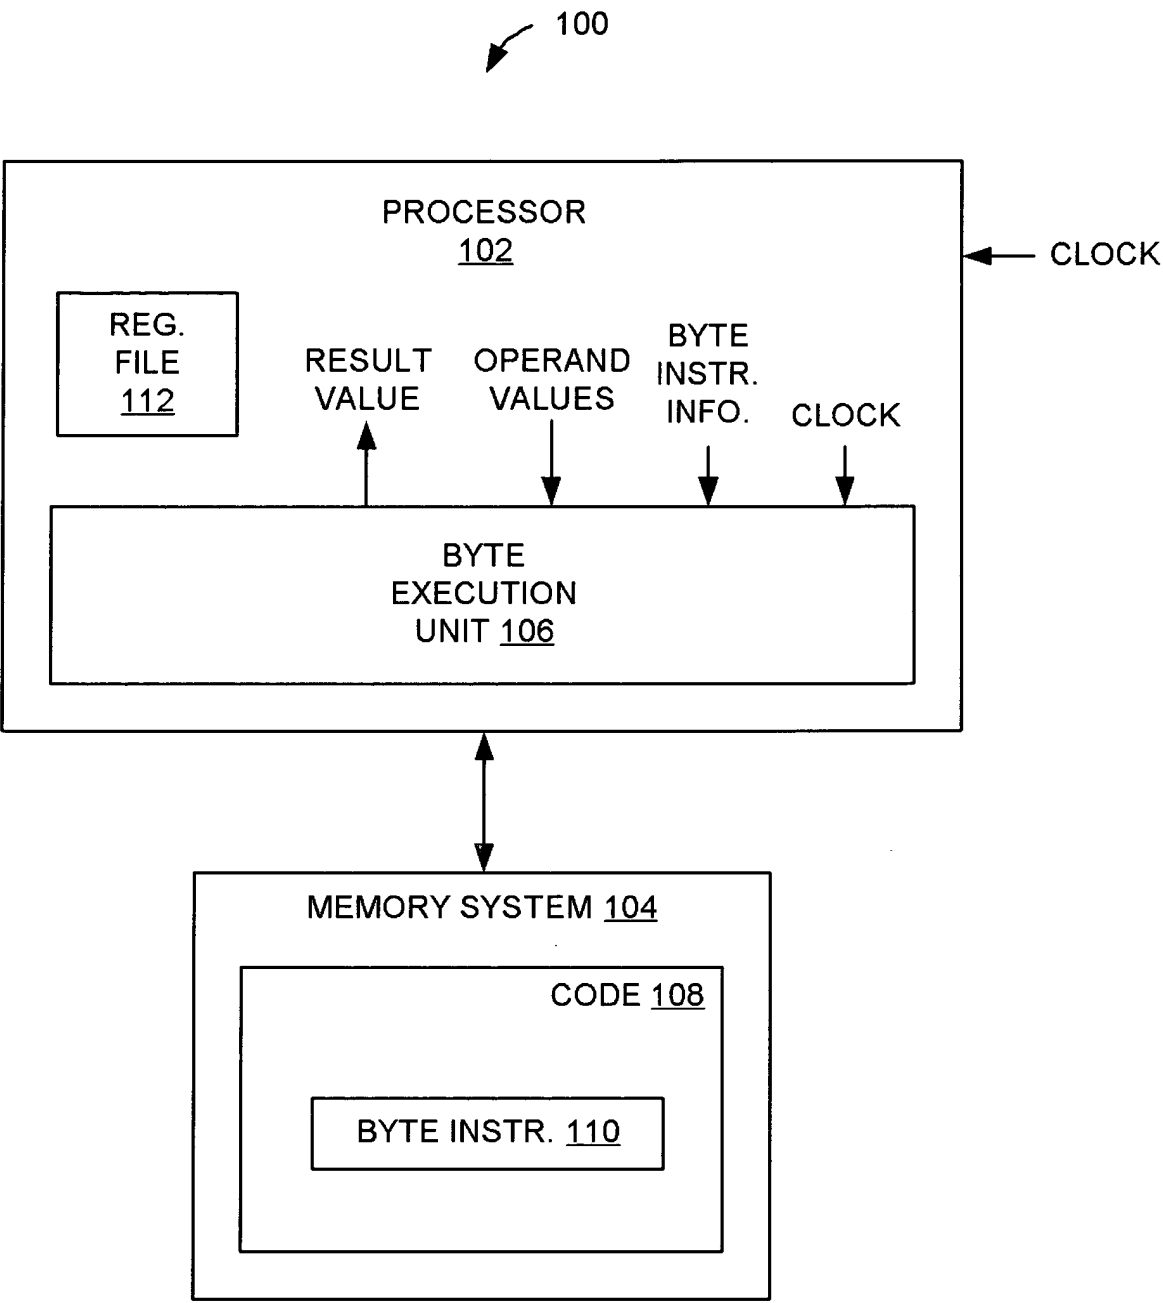 100
PROCESSOR
102
CLOCK
REG.
FILE
112
RESULT
VALUE
OPERAND
VALUES
BYTE
INSTR.
INFO.
CLOCK
BYTE
EXECUTION
UNIT 106
MEMORY SYSTEM 104
CODE 108
BYTE INSTR. 110